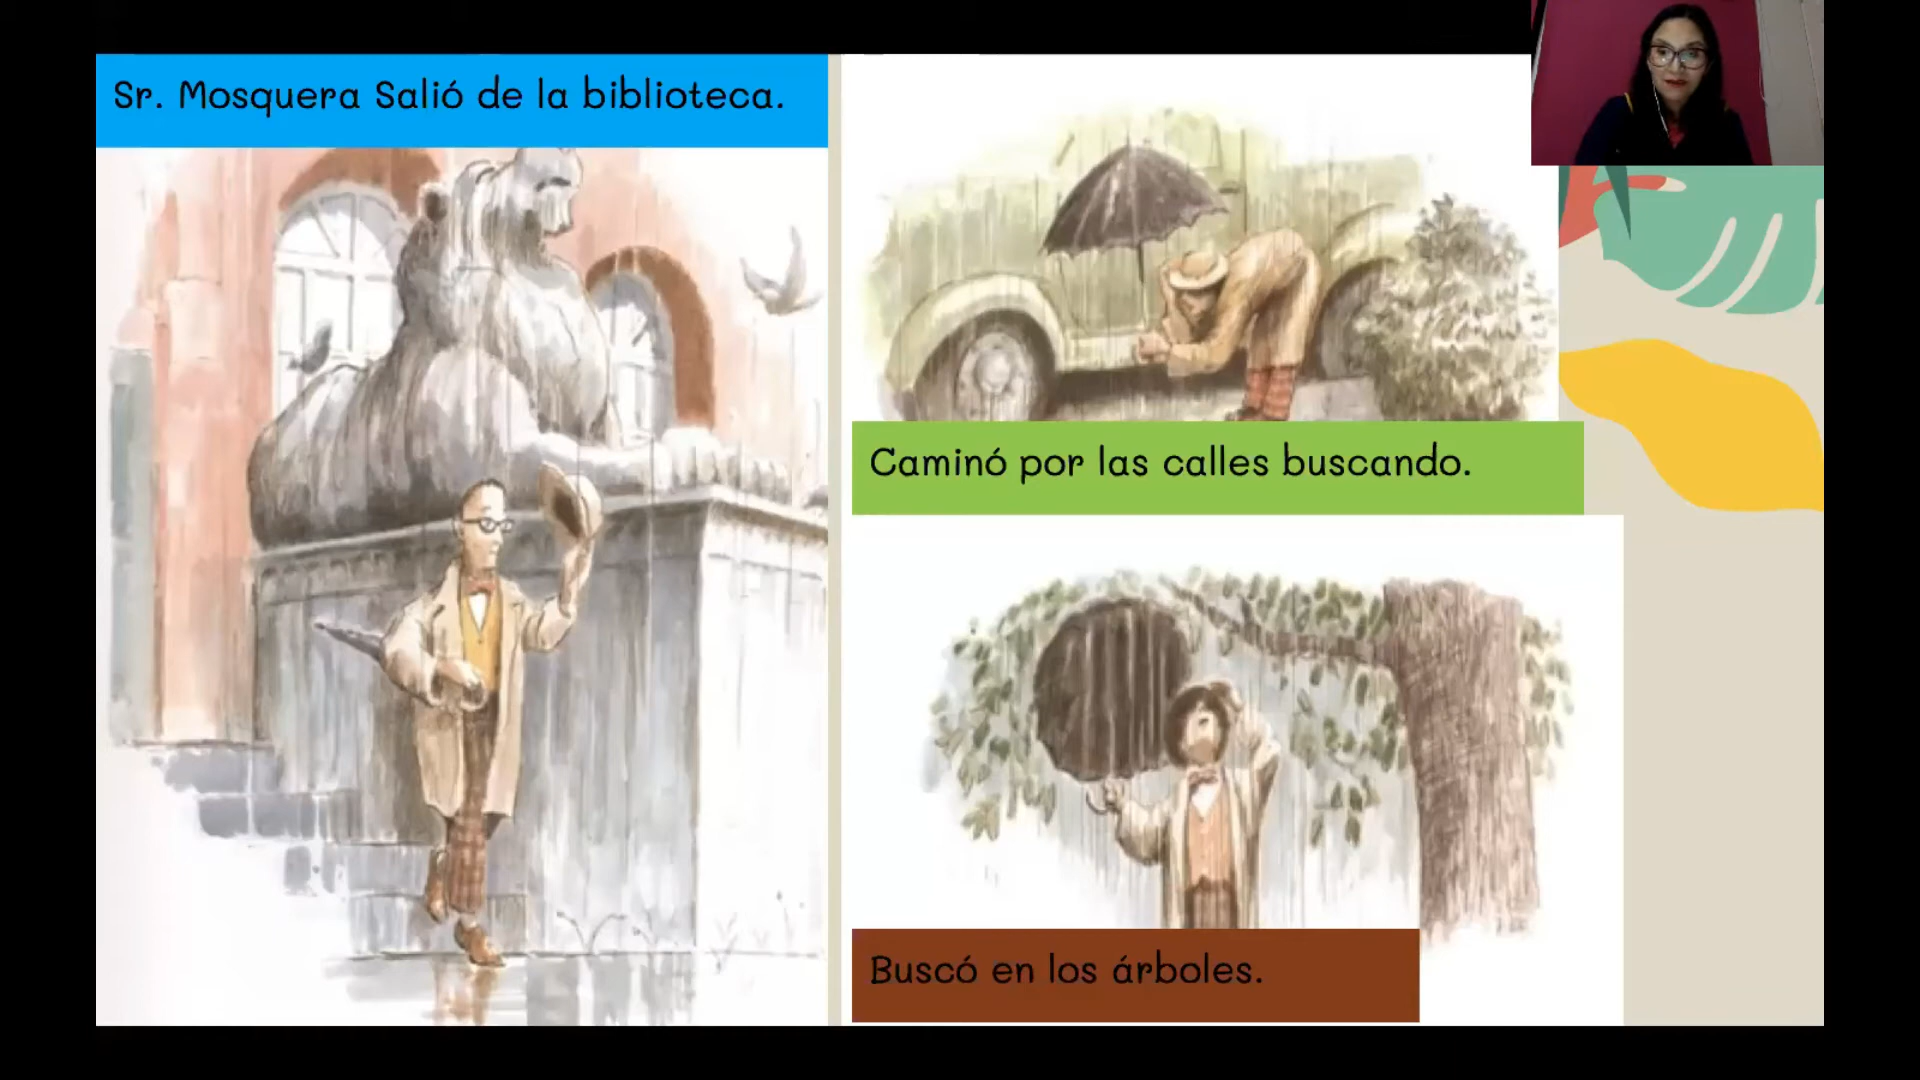 Sr. Mosquera Salió de la biblioteca.
Caminó por las calles buscando.
Buscó en los árboles.